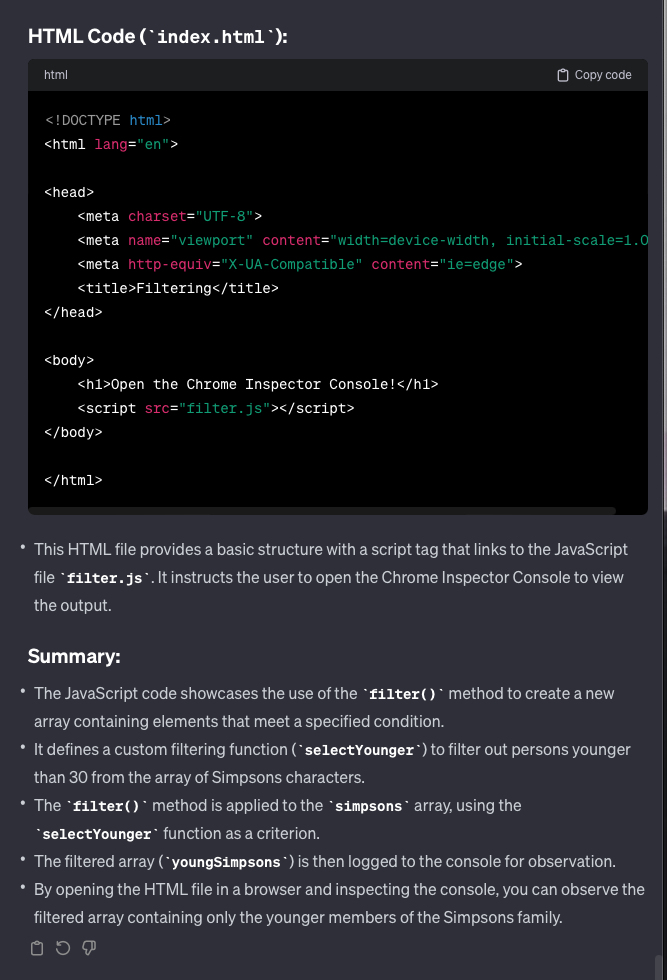 HTML Code (`index.html`):
html
Copy code
<!DOCTYPE html>
<html lang="en">
<head>
    <meta charset="UTF-8">
    <meta name="viewport" content="width=device-width, initial-scale=1.0
    <meta http-equiv="X-UA-Compatible" content="ie=edge">
    <title>Filtering</title>
</head>
<body>
    <h1>Open the Chrome Inspector Console!</h1>
    <script src="filter.js"></script>
</body>
</html>
• This HTML file provides a basic structure with a script tag that links to the JavaScript
file `filter.js`. It instructs the user to open the Chrome Inspector Console to view
the output.
Summary:
• The JavaScript code showcases the use of the `filter()` method to create a new
array containing elements that meet a specified condition.
• It defines a custom filtering function (`selectYounger`) to filter out persons younger
than 30 from the array of Simpsons characters.
• The `filter()` method is applied to the `simpsons` array, using the
`selectYounger` function as a criterion.
• The filtered array (`youngSimpsons`) is then logged to the console for observation.
• By opening the HTML file in a browser and inspecting the console, you can observe the
filtered array containing only the younger members of the Simpsons family.